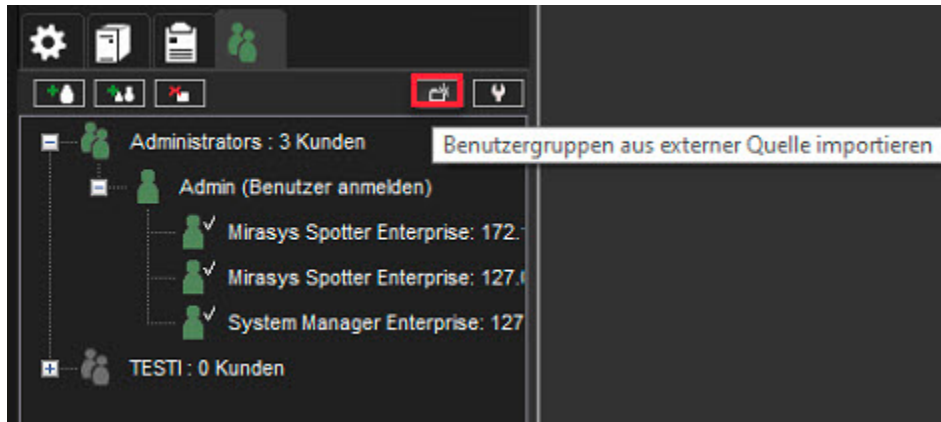 Administrators : 3 Kunden
Benutzergruppen aus externer Quelle importieren
Admin (Benutzer anmelden)
Mirasys Spotter Enterprise: 172.
Mirasys Spotter Enterprise: 127.
System Manager Enterprise: 127
TESTI : 0 Kunden